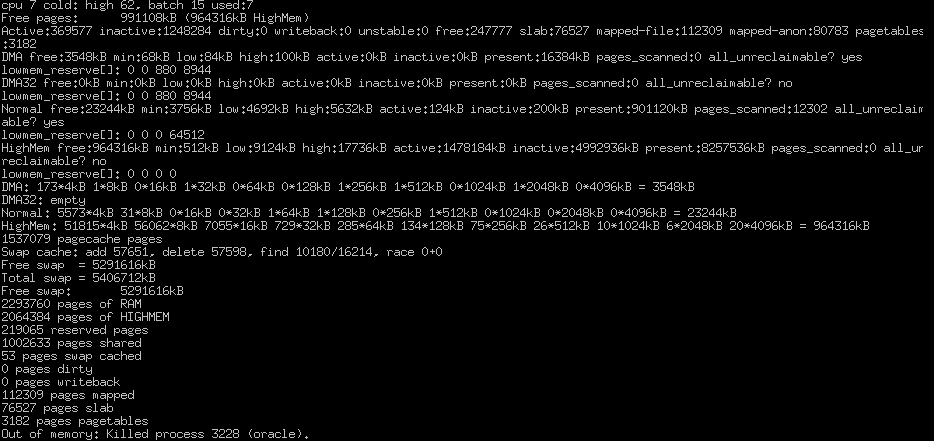 cpu 7 cold: high 62, batch 15 used:7
Free pages:      991108kB (964316kB HighMem)
Active:369577 inactive:1248284 dirty:0 writeback:0 unstable:0 free:247777 slab:76527 mapped-file:112309 mapped-anon:80783 pagetables
:3182
DMA free:3548kB min:68kB low:84kB high:100kB active:0kB inactive:0kB present:16384kB pages_scanned:0 all_unreclaimable? yes
lowmem_reserve[]: 0 0 880 8944
DMA32 free:0kB min:0kB low:0kB high:0kB active:0kB inactive:0kB present:0kB pages_scanned:0 all_unreclaimable? no
lowmem_reserve[]: 0 0 880 8944
Normal free:23244kB min:3756kB low:4692kB high:5632kB active:124kB inactive:200kB present:901120kB pages_scanned:12302 all_unreclaim
able? yes
lowmem_reserve[]: 0 0 0 64512
HighMem free:964316kB min:512kB low:9124kB high:17736kB active:1478184kB inactive:4992936kB present:8257536kB pages_scanned:0 all_un
reclaimable? no
lowmem_reserve[]: 0 0 0 0
DMA: 173*4kB 1*8kB 0*16kB 1*32kB 0*64kB 0*128kB 1*256kB 1*512kB 0*1024kB 1*2048kB 0*4096kB = 3548kB
DMA32: empty
Normal: 5573*4kB 31*8kB 0*16kB 0*32kB 1*64kB 1*128kB 0*256kB 1*512kB 0*1024kB 0*2048kB 0*4096kB = 23244kB
HighMem: 51815*4kB 56062*8kB 7055*16kB 729*32kB 285*64kB 134*128kB 75*256kB 26*512kB 10*1024kB 6*2048kB 20*4096kB = 964316kB
1537079 pagecache pages
Swap cache: add 57651, delete 57598, find 10180/16214, race 0+0
Free swap  = 5291616kB
Total swap = 5406712kB
Free swap:       5291616kB
2293760 pages of RAM
2064384 pages of HIGHMEM
219065 reserved pages
1002633 pages shared
53 pages swap cached
0 pages dirty
0 pages writeback
112309 pages mapped
76527 pages slab
3182 pages pagetables
Out of memory: Killed process 3228 (oracle).